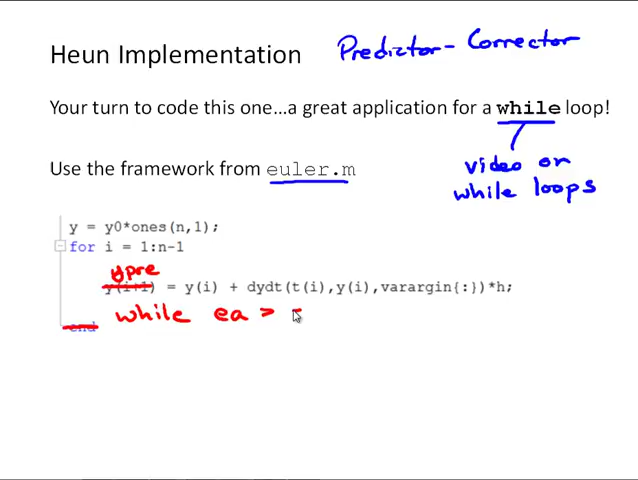 Heun Implementation Predictor-Corrector
Your turn to code this one...a great application for a while loop!
Use the framework from euler.m
video on
while loops
y = y0*ones(n,1);
for i = 1:n-1
ypre
y(i+1) = y(i) + dydt(t(i),y(i),varargin{:})*h;
while ea >
end